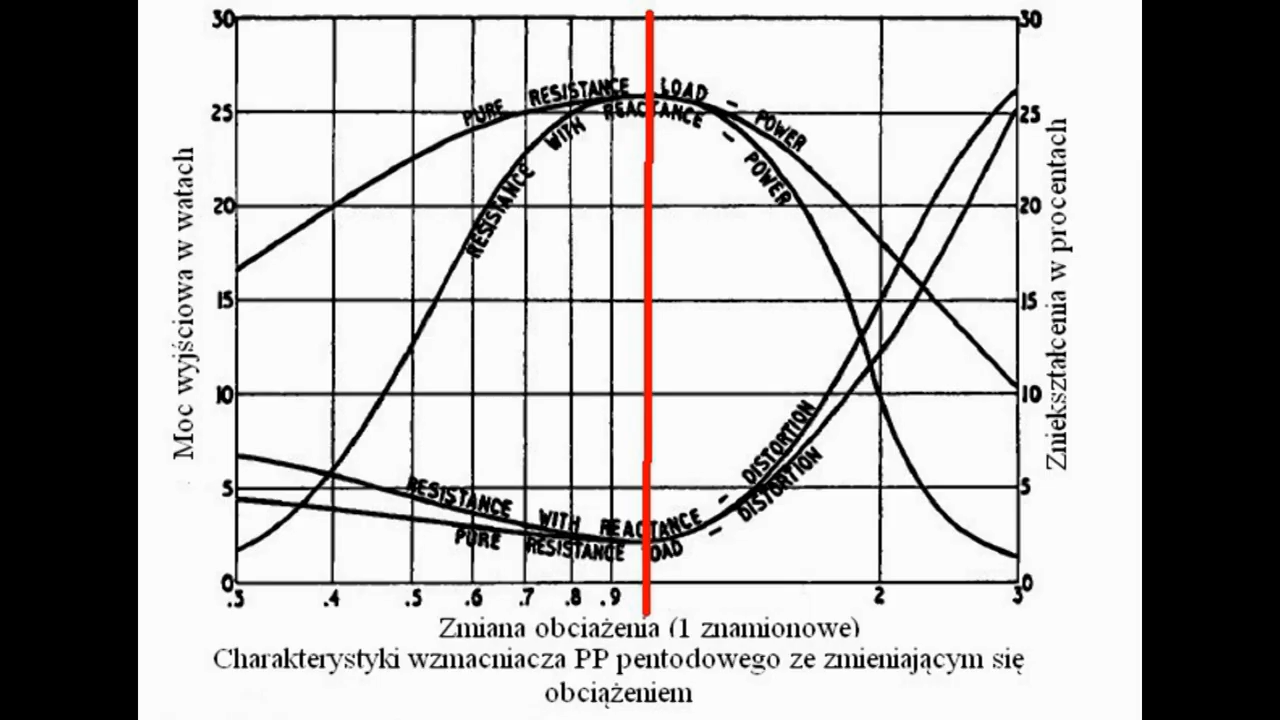 30
25
20
15
10
5
0
Moc wyjściowa w watach
30
25
20
15
10
5
0
Zniekształcenia w procentach
PURE RESISTANCE LOAD - POWER
RESISTANCE WITH REACTANCE - POWER
RESISTANCE WITH REACTANCE - DISTORTION
PURE RESISTANCE LOAD - DISTORTION
.3 .4 .5 .6 .7 .8 .9 2 3
Zmiana obciążenia (1 znamionowe)
Charakterystyki wzmacniacza PP pentodowego ze zmieniającym się
obciążeniem